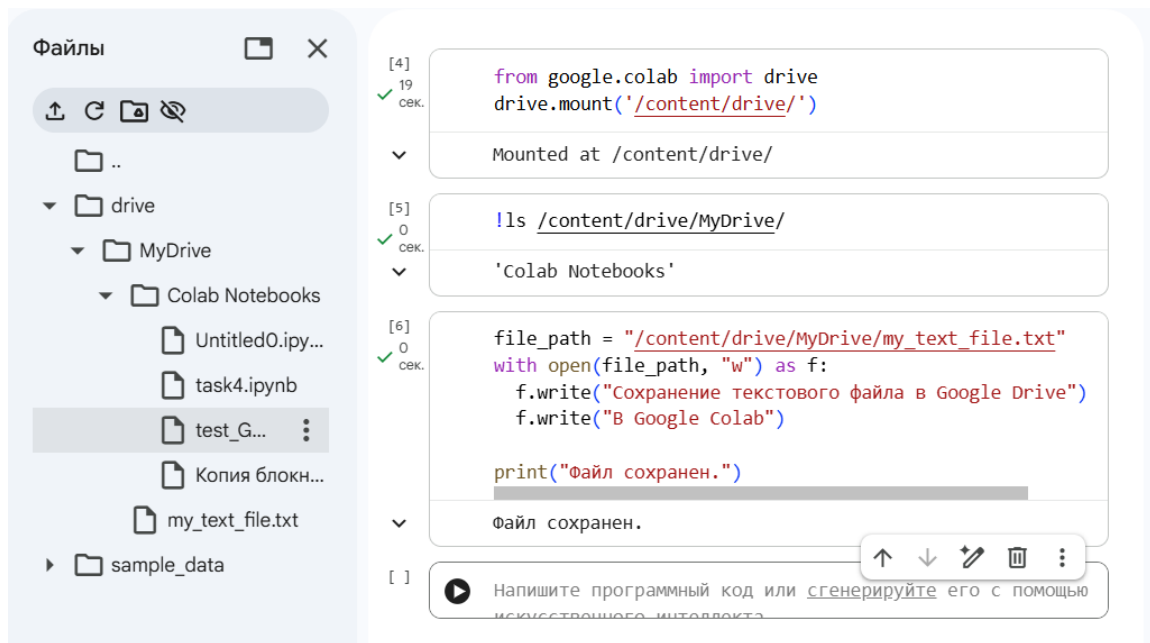 Файлы
..
drive
MyDrive
Colab Notebooks
Untitled0.ipy...
task4.ipynb
test_G...
Копия блокн...
my_text_file.txt
sample_data
[4]
19
сек.
from google.colab import drive
drive.mount('/content/drive/')
Mounted at /content/drive/
[5]
0
сек.
!ls /content/drive/MyDrive/
'Colab Notebooks'
[6]
0
сек.
file_path = "/content/drive/MyDrive/my_text_file.txt"
with open(file_path, "w") as f:
  f.write("Сохранение текстового файла в Google Drive")
  f.write("В Google Colab")
print("Файл сохранен.")
Файл сохранен.
[ ]
Напишите программный код или сгенерируйте его с помощью
искусственного интеллекта